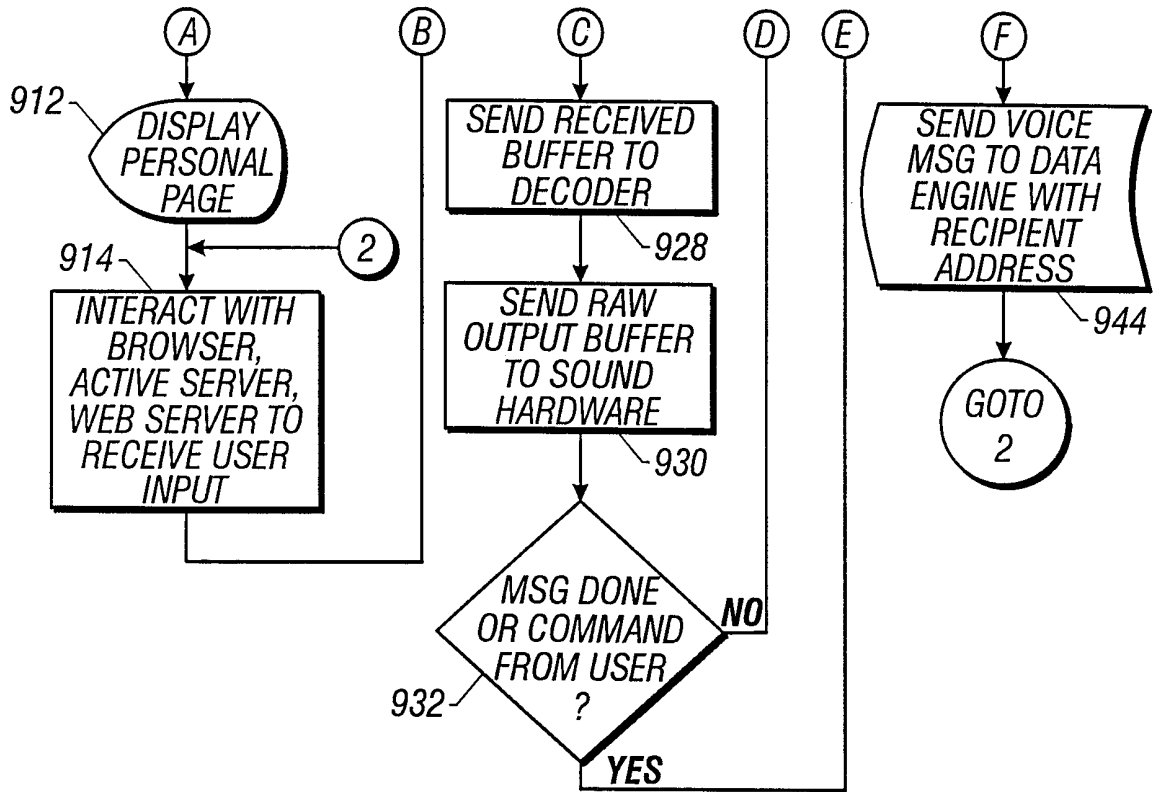 A
912
DISPLAY
PERSONAL
PAGE
2
914
INTERACT WITH
BROWSER,
ACTIVE SERVER,
WEB SERVER TO
RECEIVE USER
INPUT
B
C
SEND RECEIVED
BUFFER TO
DECODER
928
SEND RAW
OUTPUT BUFFER
TO SOUND
HARDWARE
930
MSG DONE
OR COMMAND
FROM USER
?
932
NO
YES
D
E
F
SEND VOICE
MSG TO DATA
ENGINE WITH
RECIPIENT
ADDRESS
944
GOTO
2